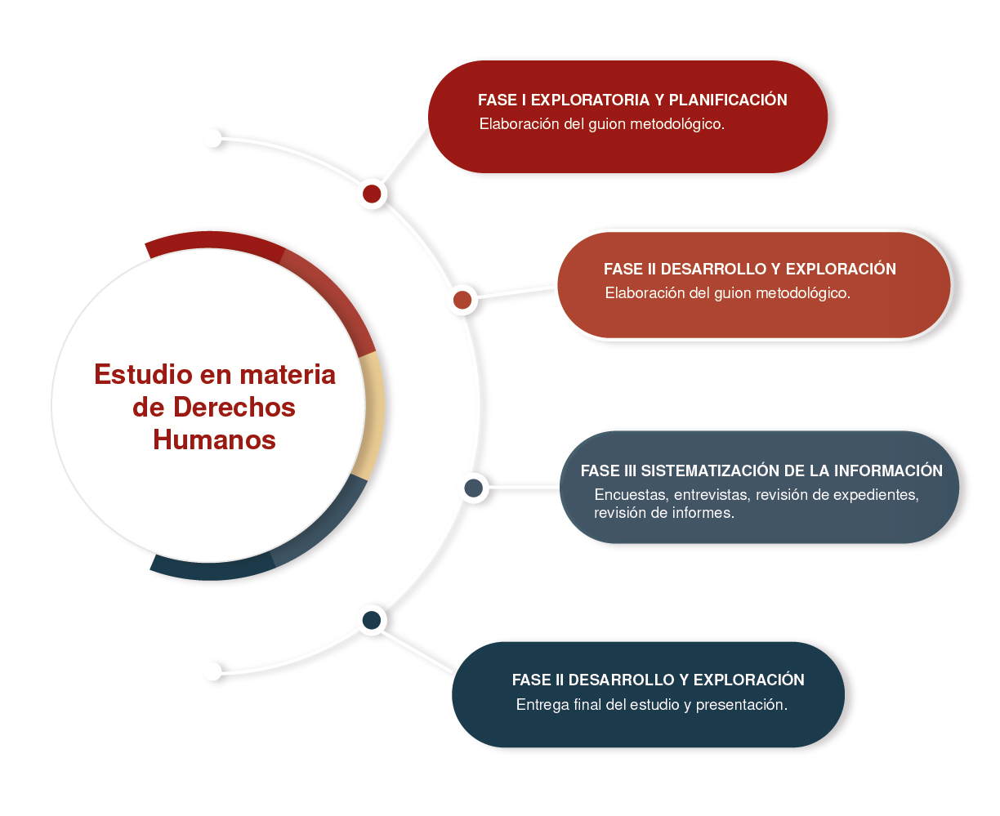 Estudio en materia
de Derechos
Humanos
FASE I EXPLORATORIA Y PLANIFICACIÓN
Elaboración del guion metodológico.
FASE II DESARROLLO Y EXPLORACIÓN
Elaboración del guion metodológico.
FASE III SISTEMATIZACIÓN DE LA INFORMACIÓN
Encuestas, entrevistas, revisión de expedientes,
revisión de informes.
FASE II DESARROLLO Y EXPLORACIÓN
Entrega final del estudio y presentación.